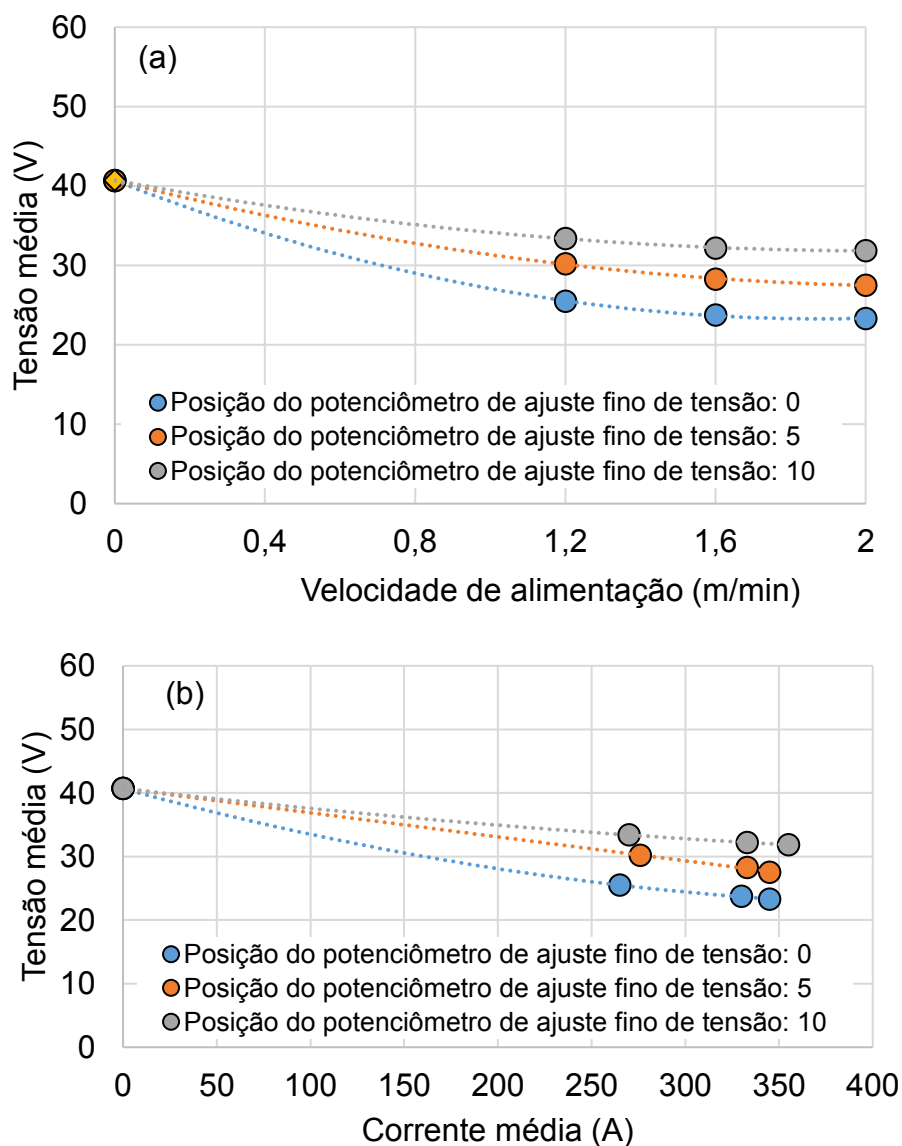 (a)
60
50
40
30
20
10
0
Tensão média (V)
Posição do potenciômetro de ajuste fino de tensão: 0
Posição do potenciômetro de ajuste fino de tensão: 5
Posição do potenciômetro de ajuste fino de tensão: 10
0 0,4 0,8 1,2 1,6 2
Velocidade de alimentação (m/min)
(b)
60
50
40
30
20
10
0
Tensão média (V)
Posição do potenciômetro de ajuste fino de tensão: 0
Posição do potenciômetro de ajuste fino de tensão: 5
Posição do potenciômetro de ajuste fino de tensão: 10
0 50 100 150 200 250 300 350 400
Corrente média (A)